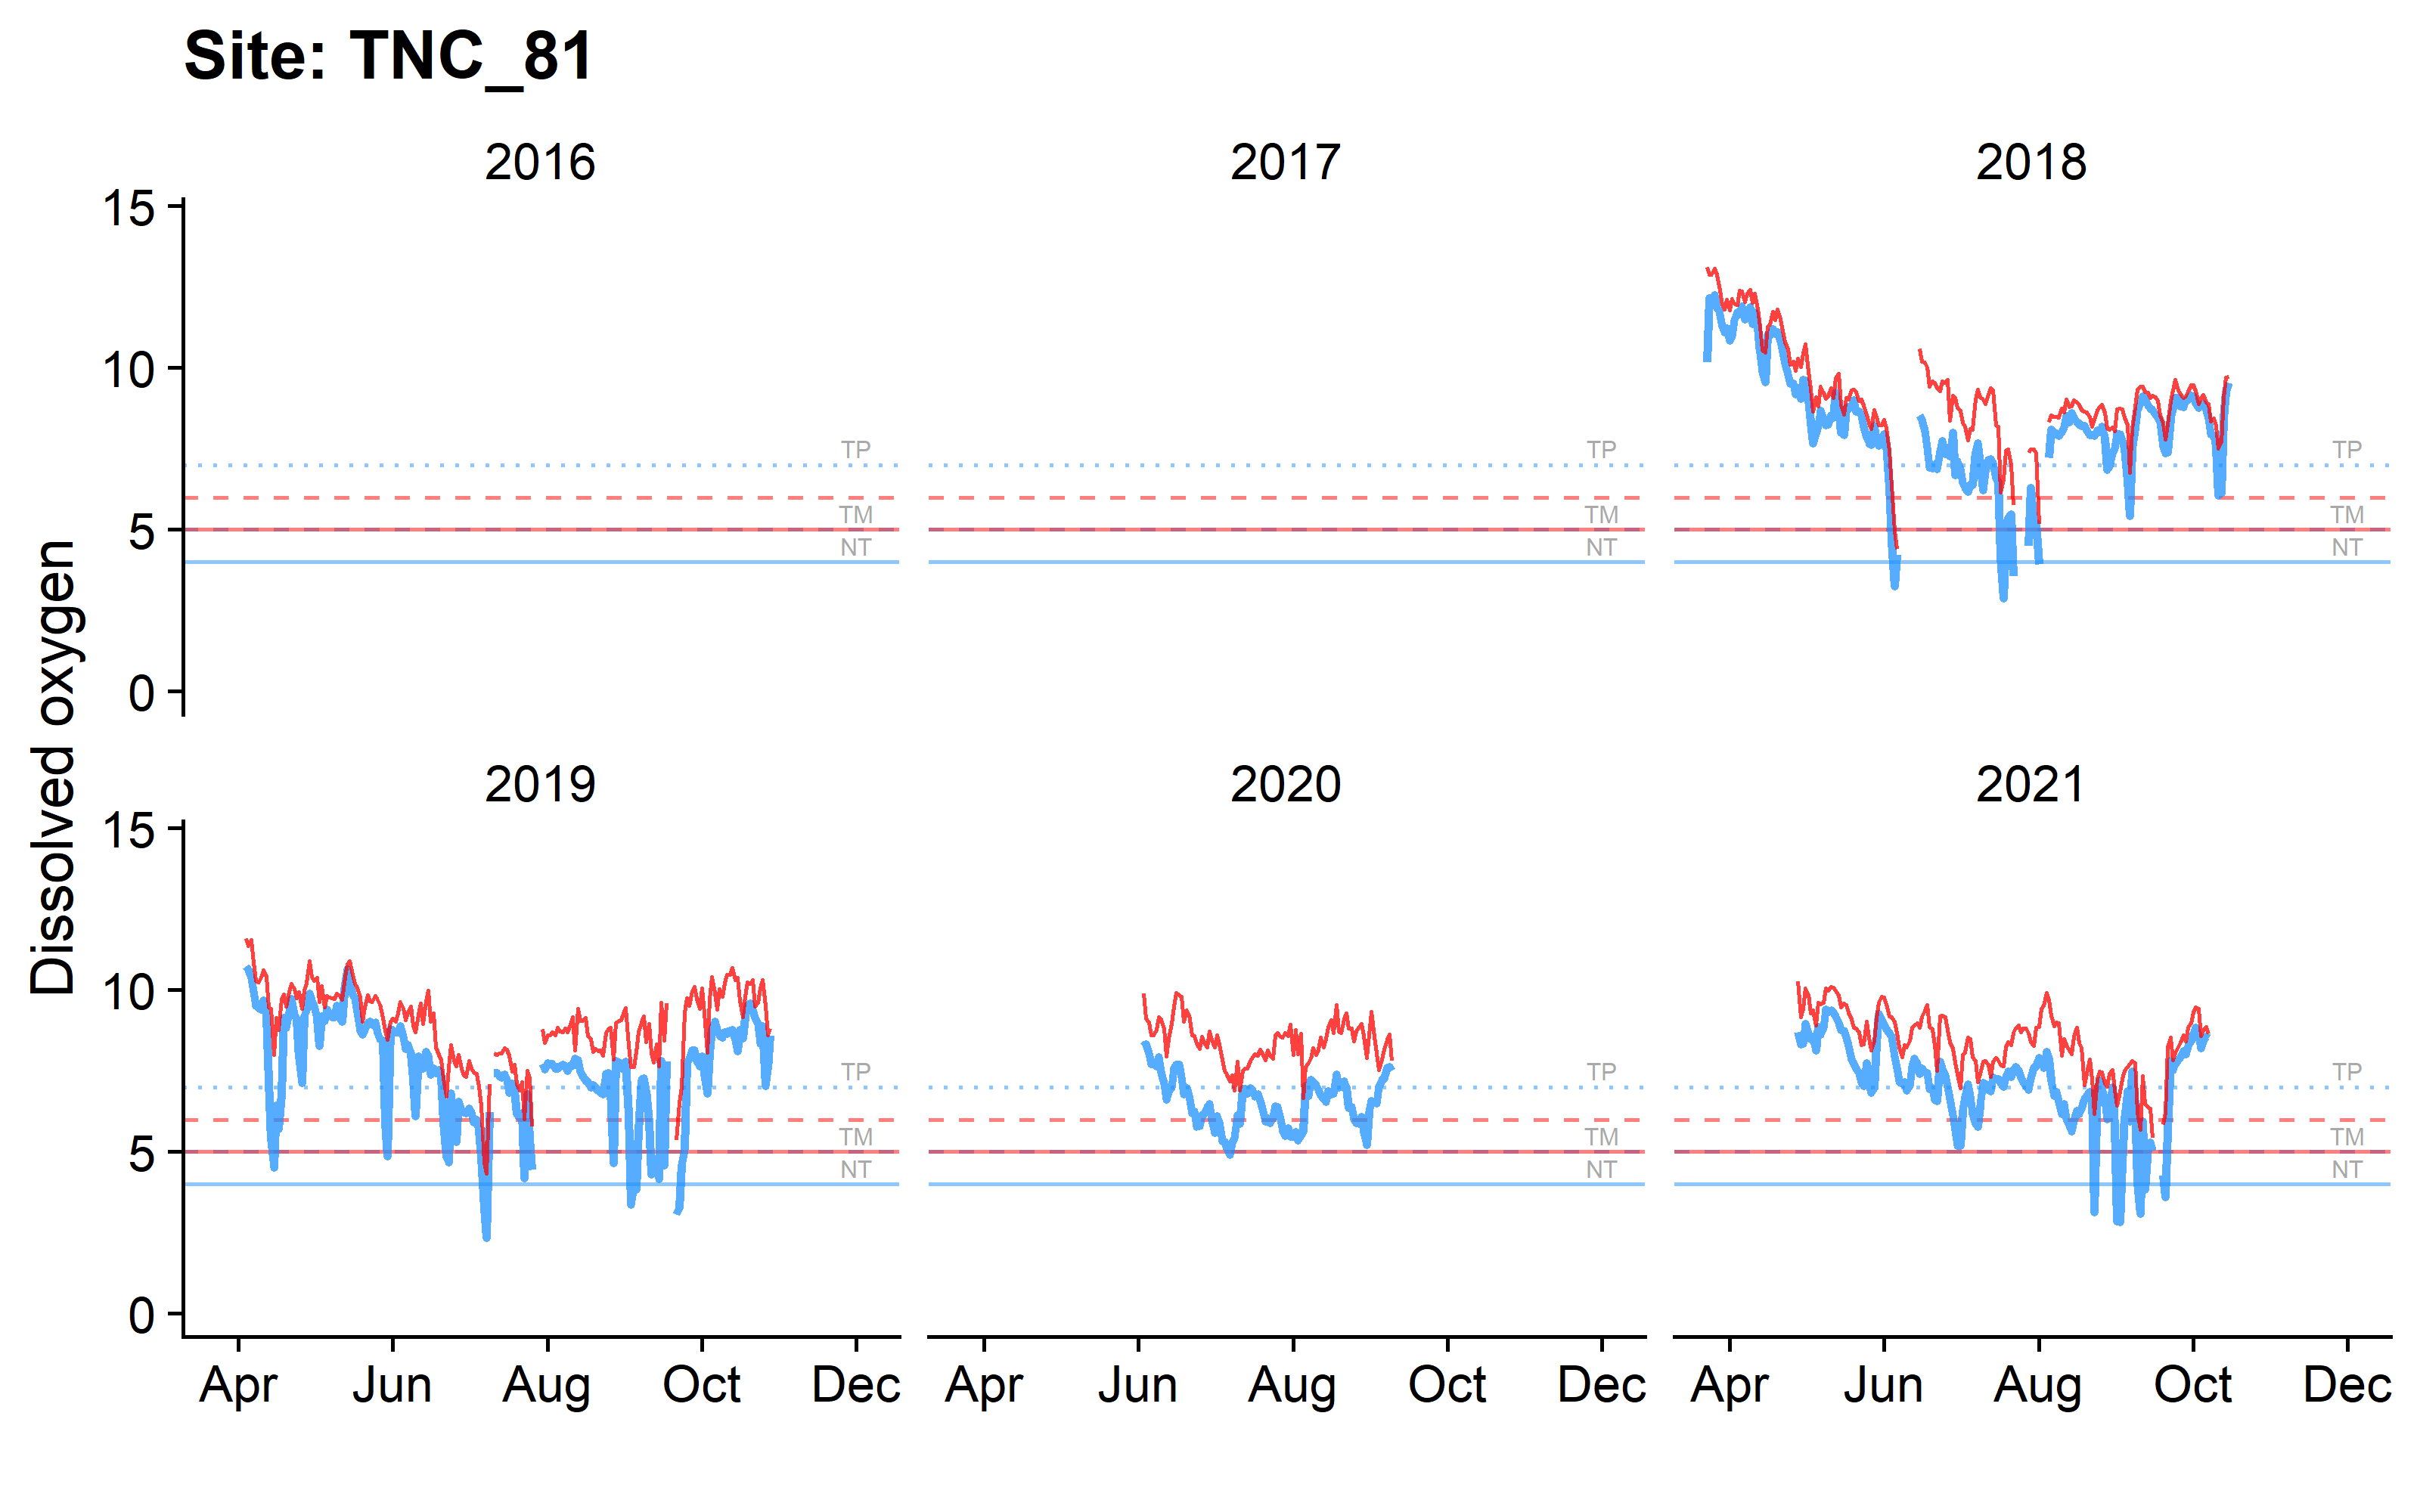 Site: TNC_81
2016 2017 2018
15
10
5
0
TP TP TP
TM TM TM
NT NT NT
Dissolved oxygen
2019 2020 2021
15
10
5
0
TP TP TP
TM TM TM
NT NT NT
Apr Jun Aug Oct Dec Apr Jun Aug Oct Dec Apr Jun Aug Oct Dec